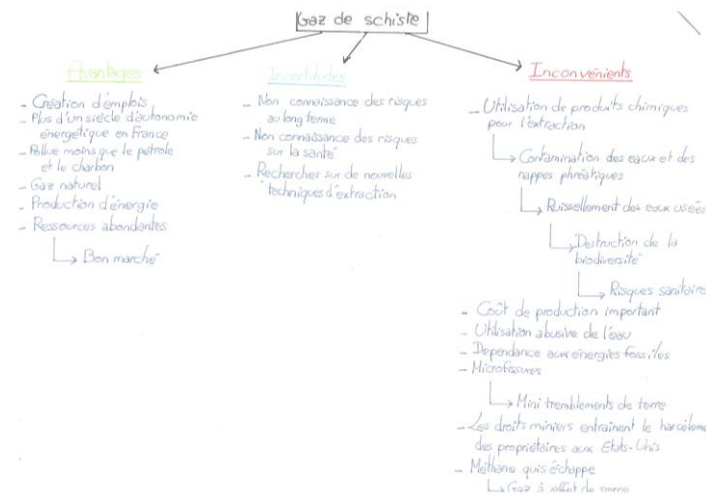 Gaz de schiste
Avantages
- Création d'emplois
- Plus d'un siècle d'autonomie
énergétique en France
- Pollue moins que le pétrole
et le charbon
- Gaz naturel
- Production d'énergie
- Ressources abondantes
Bon marché
Incertitudes
- Non connaissance des risques
au long terme
- Non connaissance des risques
sur la santé
- Recherches sur de nouvelles
techniques d'extraction
Inconvénients
- Utilisation de produits chimiques
pour l'extraction
Contamination des eaux et des
nappes phréatiques
Ruissellement des eaux usées
Destruction de la
biodiversité
Risques sanitaire
- Coût de production important
- Utilisation abusive de l'eau
- Dépendance aux énergies fossiles
- Microfissures
Mini tremblements de terre
- Les droits miniers entraînent le harcèleme
des propriétaires aux Etats-Unis
- Méthane qui s'échappe
Gaz à effet de serre